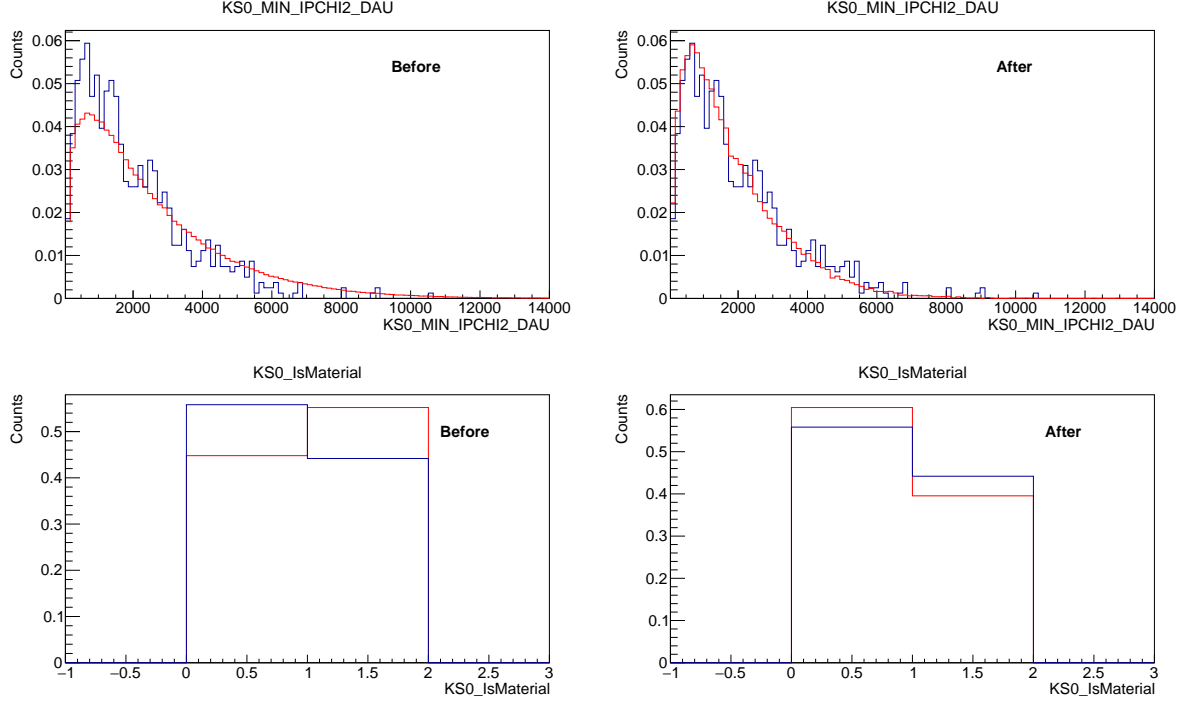 KS0_MIN_IPCHI2_DAU
Counts
0.06
0.05
0.04
0.03
0.02
0.01
0
Before
2000 4000 6000 8000 10000 12000 14000
KS0_MIN_IPCHI2_DAU
KS0_MIN_IPCHI2_DAU
Counts
0.06
0.05
0.04
0.03
0.02
0.01
0
After
2000 4000 6000 8000 10000 12000 14000
KS0_MIN_IPCHI2_DAU
KS0_IsMaterial
Counts
0.5
0.4
0.3
0.2
0.1
0
Before
−1 −0.5 0 0.5 1 1.5 2 2.5 3
KS0_IsMaterial
KS0_IsMaterial
Counts
0.6
0.5
0.4
0.3
0.2
0.1
0
After
−1 −0.5 0 0.5 1 1.5 2 2.5 3
KS0_IsMaterial